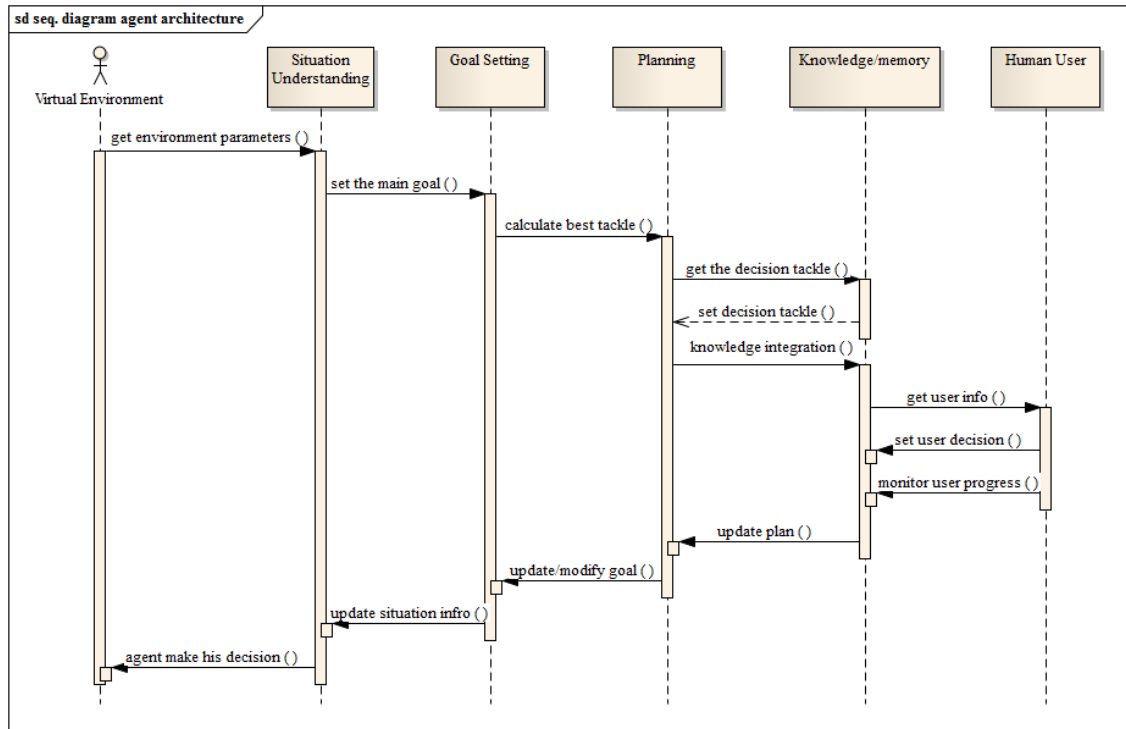 sd seq. diagram agent architecture
Virtual Environment
Situation
Understanding
Goal Setting
Planning
Knowledge/memory
Human User
get environment parameters ( )
set the main goal ( )
calculate best tackle ( )
get the decision tackle ( )
set decision tackle ( )
knowledge integration ( )
get user info ( )
set user decision ( )
monitor user progress ( )
update plan ( )
update/modify goal ( )
update situation infro ( )
agent make his decision ( )